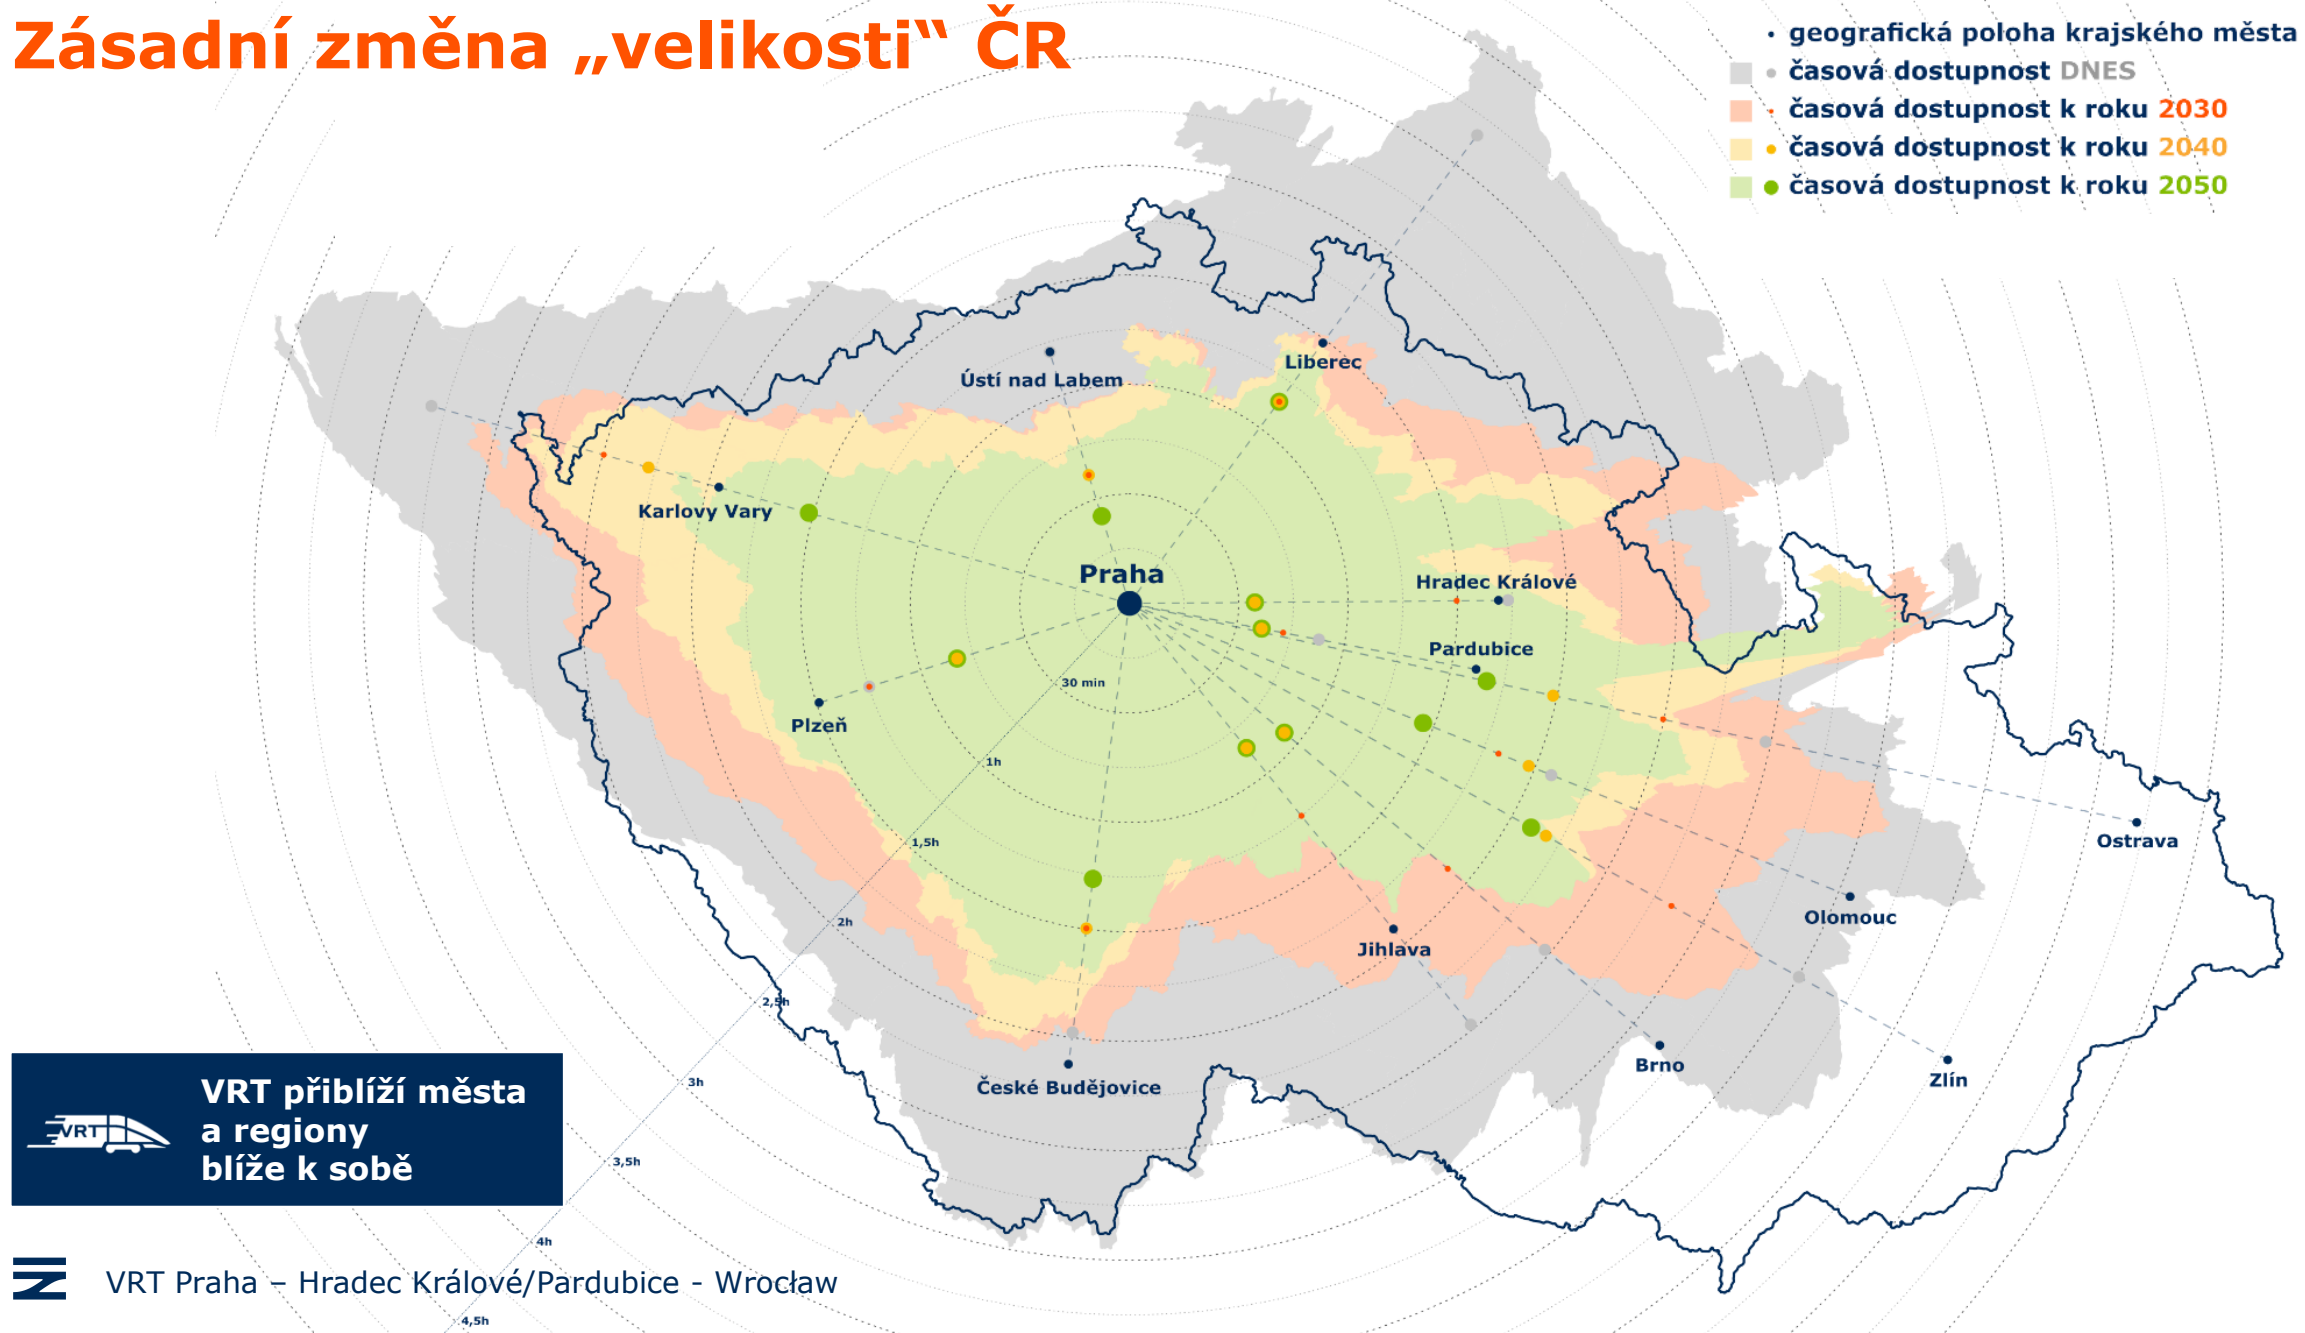 Zásadní změna „velikosti“ ČR
geografická poloha krajského města
časová dostupnost DNES
časová dostupnost k roku 2030
časová dostupnost k roku 2040
časová dostupnost k roku 2050
Liberec
Ústí nad Labem
Karlovy Vary
Praha
Hradec Králové
Pardubice
30 min
Plzeň
1h
1,5h
Ostrava
2h
Olomouc
Jihlava
2,5h
Brno
Zlín
3h
České Budějovice
VRT
VRT přiblíží města
a regiony
blíže k sobě
3,5h
4h
VRT Praha – Hradec Králové/Pardubice - Wrocław
4,5h